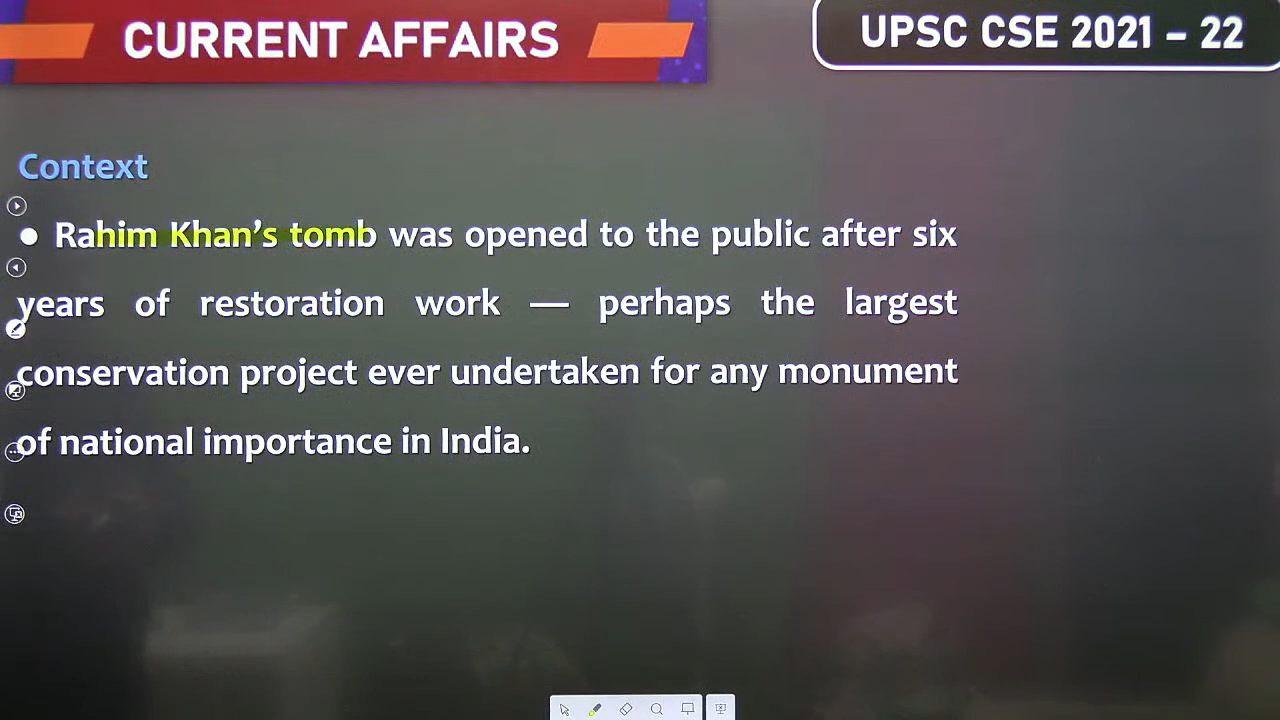 CURRENT AFFAIRS
UPSC CSE 2021 – 22
Context
● Rahim Khan’s tomb was opened to the public after six
years of restoration work — perhaps the largest
conservation project ever undertaken for any monument
of national importance in India.